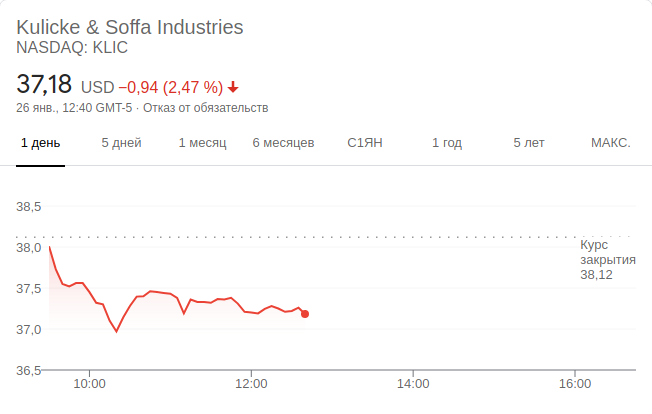 Kulicke & Soffa Industries
NASDAQ: KLIC
37,18 USD −0,94 (2,47 %)
26 янв., 12:40 GMT-5 · Отказ от обязательств
1 день 5 дней 1 месяц 6 месяцев С1ЯН 1 год 5 лет МАКС.
38,5
38,0
37,5
37,0
36,5
Курс
закрытия
38,12
10:00 12:00 14:00 16:00